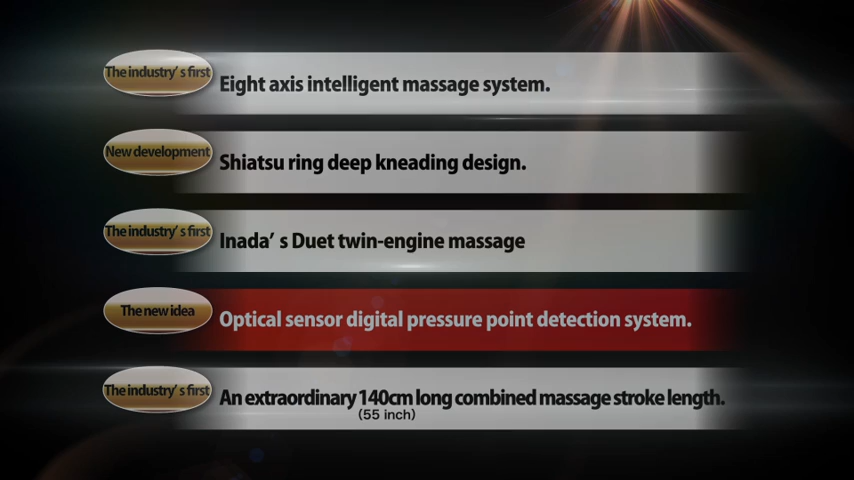 The industry's first
Eight axis intelligent massage system.
New development
Shiatsu ring deep kneading design.
The industry's first
Inada's Duet twin-engine massage
The new idea
Optical sensor digital pressure point detection system.
The industry's first
An extraordinary 140cm long combined massage stroke length.
(55 inch)